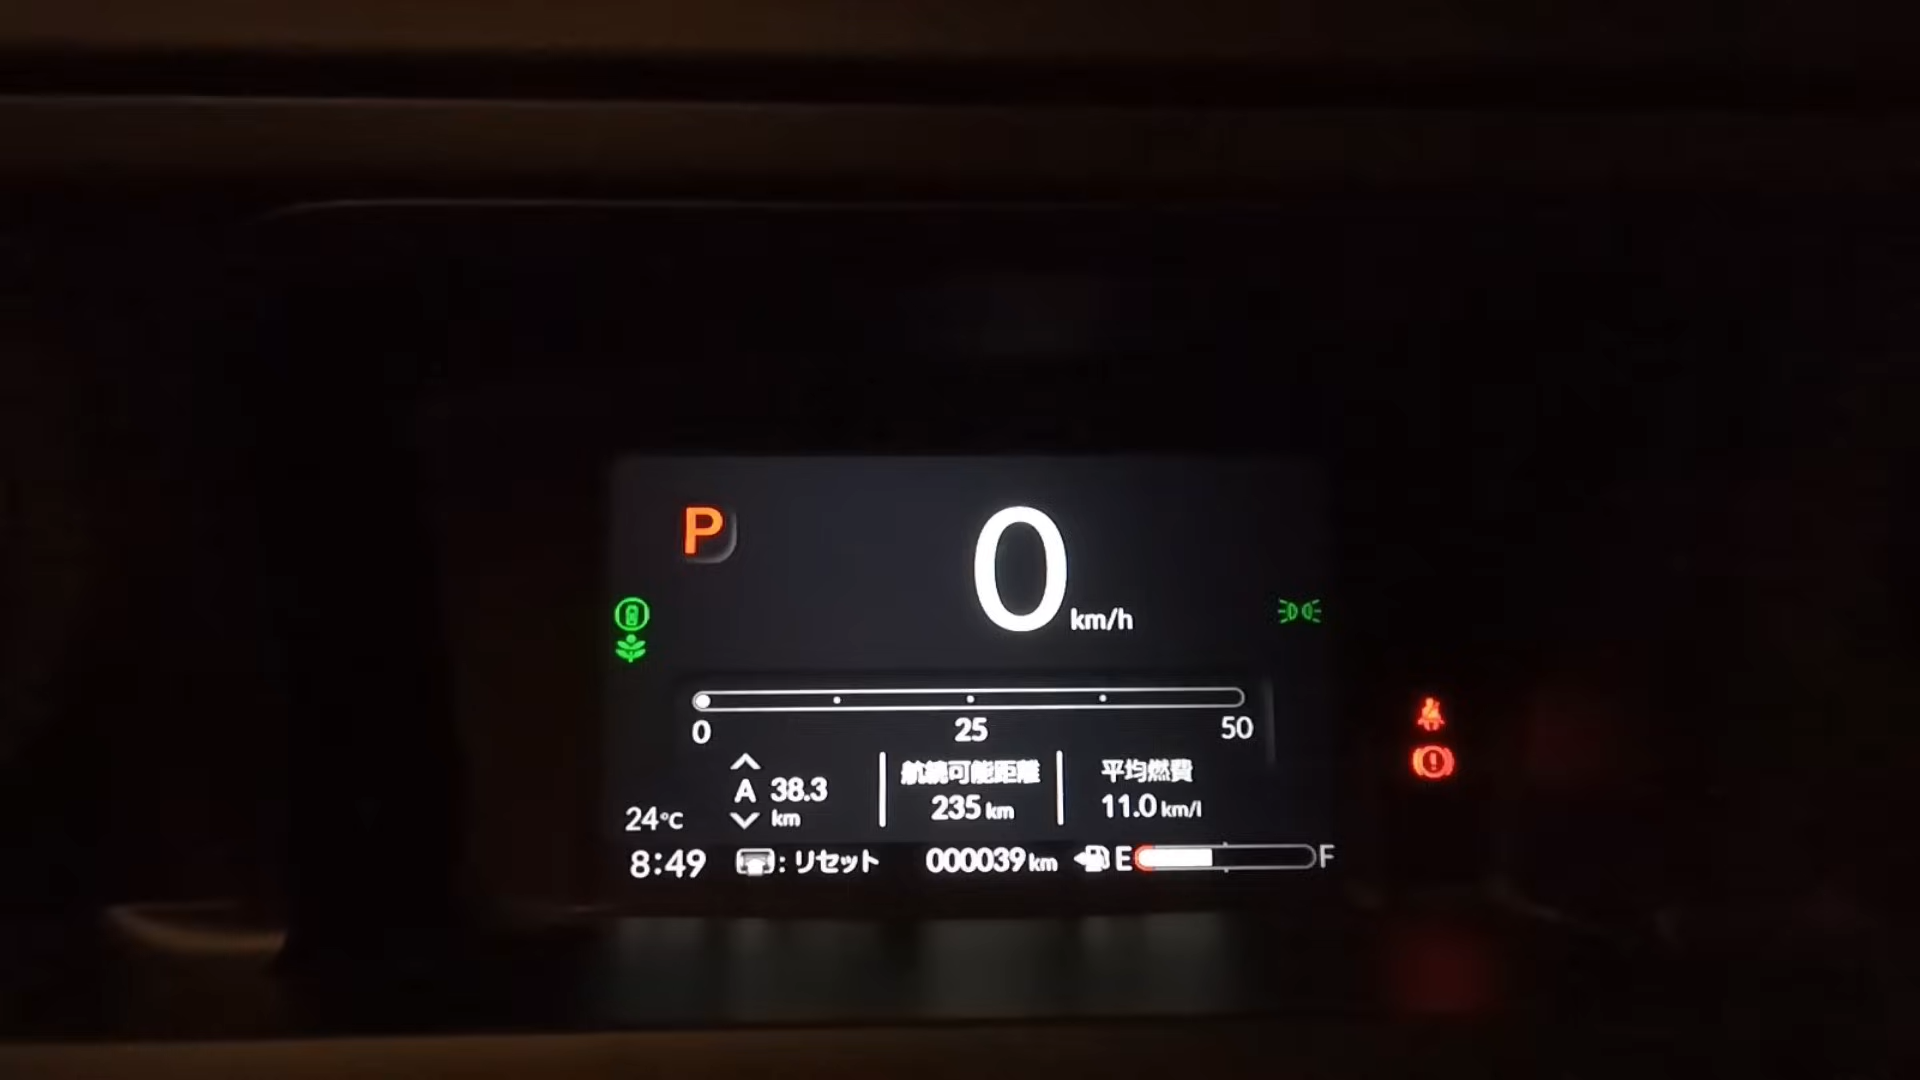 P
0 km/h
0 25 50
A 38.3 km
航続可能距離
235 km
平均燃費
11.0 km/l
24°C
8:49
: リセット
000039 km
E F